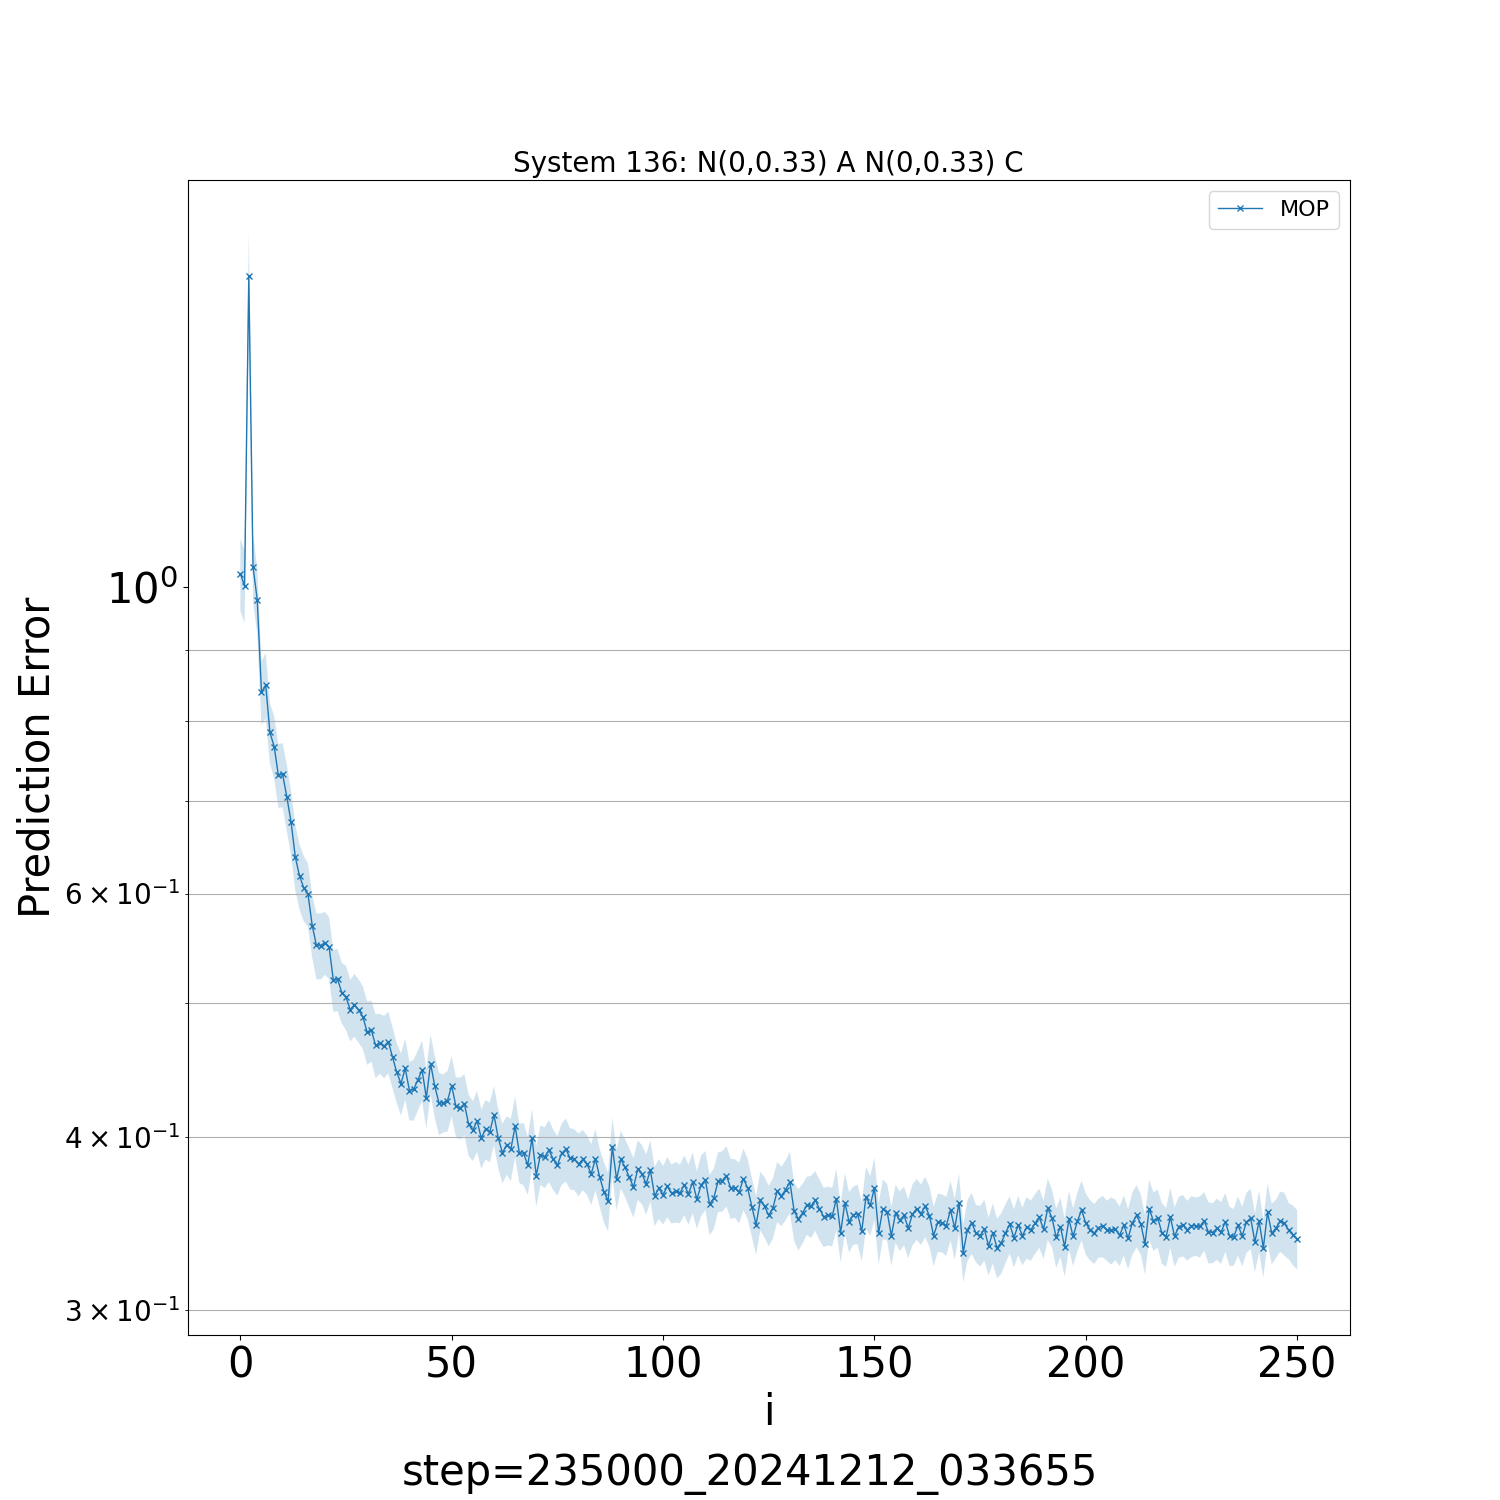 System 136: N(0,0.33) A N(0,0.33) C
MOP
Prediction Error
10⁰
6 × 10⁻¹
4 × 10⁻¹
3 × 10⁻¹
0 50 100 150 200 250
i
step=235000_20241212_033655